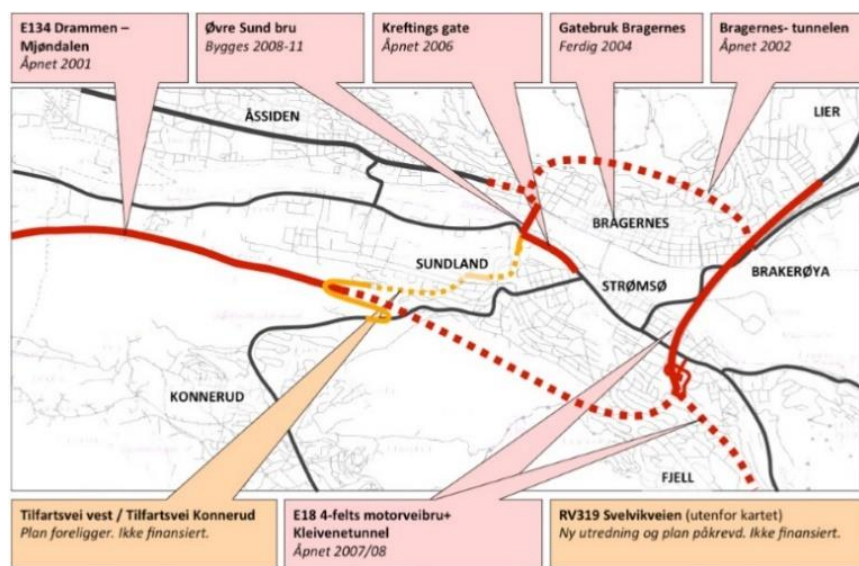 E134 Drammen –
Mjøndalen
Åpnet 2001
Øvre Sund bru
Bygges 2008-11
Kreftings gate
Åpnet 2006
Gatebruk Bragernes
Ferdig 2004
Bragernes- tunnelen
Åpnet 2002
ÅSSIDEN
LIER
BRAGERNES
SUNDLAND
STRØMSØ
BRAKERØYA
KONNERUD
FJELL
Tilfartsvei vest / Tilfartsvei Konnerud
Plan foreligger. Ikke finansiert.
E18 4-felts motorveibru+
Kleivenetunnel
Åpnet 2007/08
RV319 Svelvikveien (utenfor kartet)
Ny utredning og plan påkrevd. Ikke finansiert.